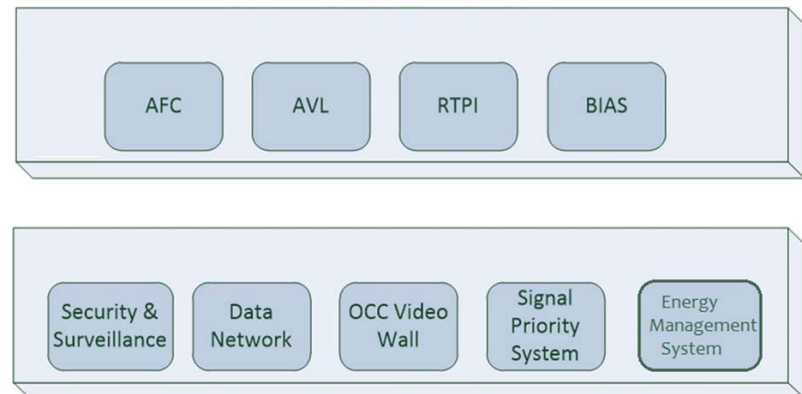 AFC
AVL
RTPI
BIAS
Security &
Surveillance
Data
Network
OCC Video
Wall
Signal
Priority
System
Energy
Management
System